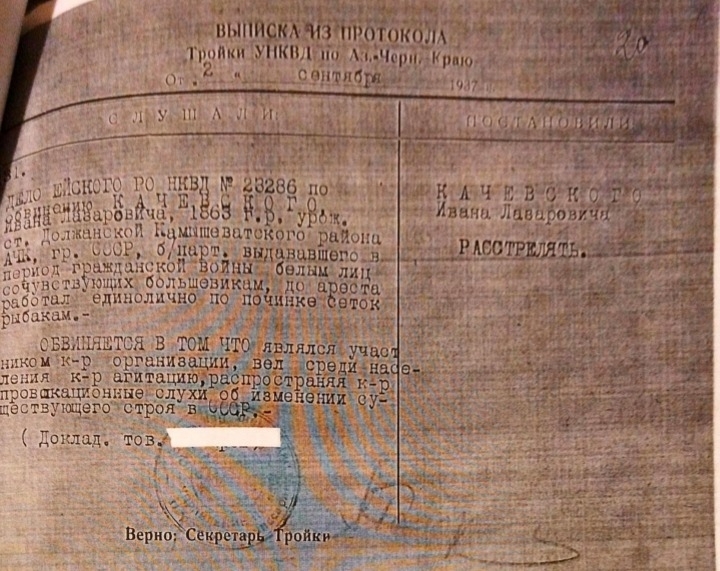 20
ВЫПИСКА ИЗ ПРОТОКОЛА
Тройки УНКВД по Аз.-Черн. Краю
От „ 2 " сентября 1937 г.
СЛУШАЛИ:
ПОСТАНОВИЛИ
31.
ДЕЛО ЕЙСКОГО РО НКВД № 23286 по
обвинению КАЧЕВСКОГО,
Ивана Лазаровича, 1863 г.р. урож.
ст. Должанской Камышеватского района
АЧК, гр. СССР, б/парт. выдававшего в
период гражданской войны белым лиц
сочувствующих большевикам, до ареста
работал единолично по починке сеток
рыбакам.-
ОБВИНЯЕТСЯ В ТОМ ЧТО являлся участ
ником к-р организации, вел среди насе-
ления к-р агитацию,распространяя к-р
провокационные слухи об изменении су-
ществующего строя в СССР.-
( Доклад. тов.
КАЧЕВСКОГО
Ивана Лазаровича
РАССТРЕЛЯТЬ.
Верно: Секретарь Тройки